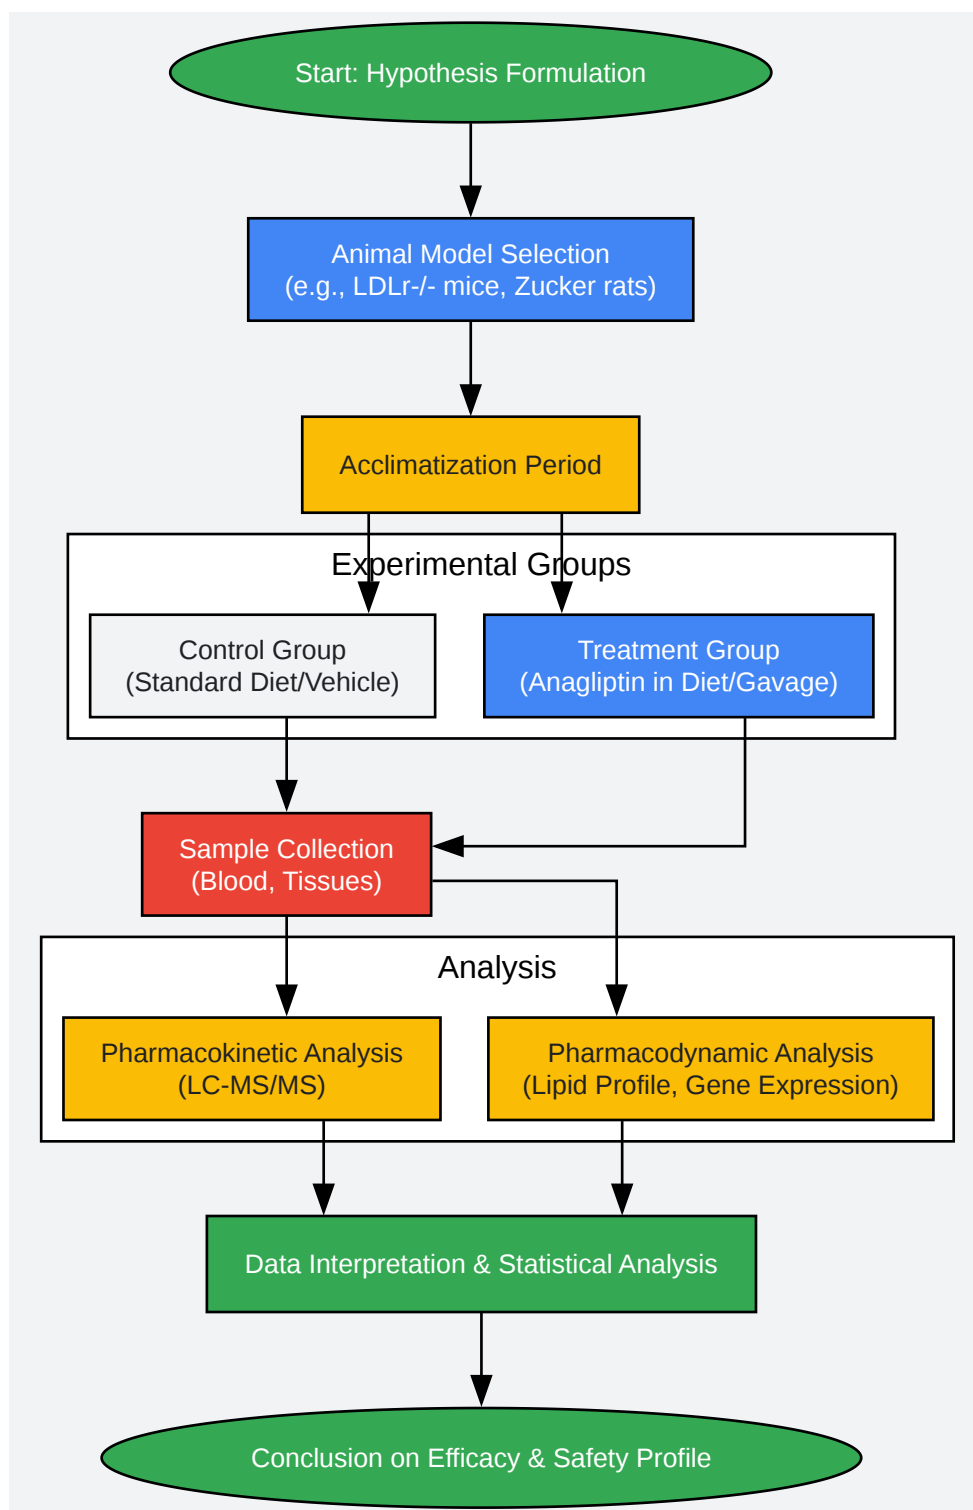 Start: Hypothesis Formulation
Animal Model Selection
(e.g., LDLr-/- mice, Zucker rats)
Acclimatization Period
Experimental Groups
Control Group
(Standard Diet/Vehicle)
Treatment Group
(Anagliptin in Diet/Gavage)
Sample Collection
(Blood, Tissues)
Analysis
Pharmacokinetic Analysis
(LC-MS/MS)
Pharmacodynamic Analysis
(Lipid Profile, Gene Expression)
Data Interpretation & Statistical Analysis
Conclusion on Efficacy & Safety Profile